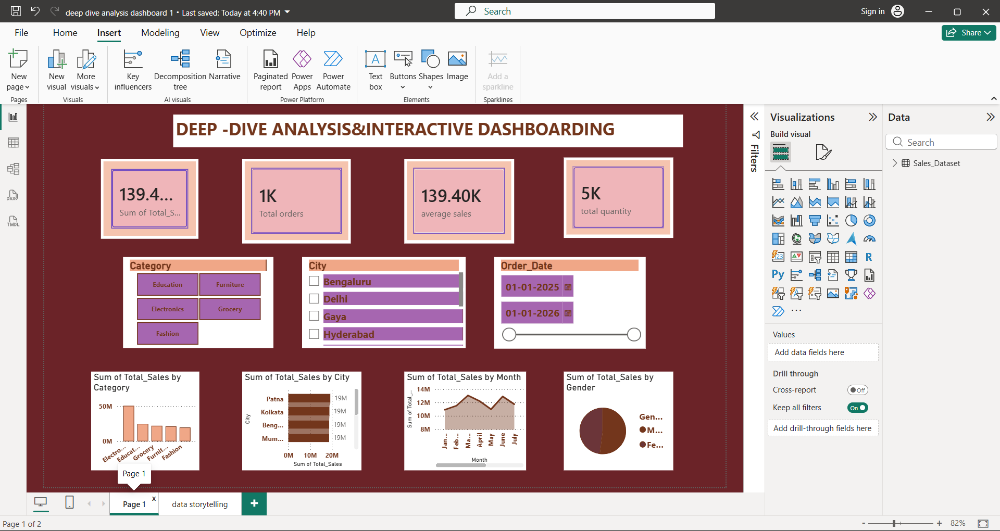 deep dive analysis dashboard 1 • Last saved: Today at 4:40 PM
Search
Sign in
File Home Insert Modeling View Optimize Help
Share
New page
New visual
More visuals
Key influencers
Decomposition tree
Narrative
Paginated report
Power Apps
Power Automate
Text box
Buttons
Shapes
Image
Add a sparkline
Pages
Visuals
AI visuals
Power Platform
Elements
Sparklines
DAX
TMDL
DEEP -DIVE ANALYSIS&INTERACTIVE DASHBOARDING
139.4...
Sum of Total_S...
1K
Total orders
139.40K
average sales
5K
total quantity
Category
Education Furniture
Electronics Grocery
Fashion
City
Bengaluru
Delhi
Gaya
Hyderabad
Order_Date
01-01-2025
01-01-2026
Sum of Total_Sales by
Category
50M
0M
Electro...
Educat...
Grocery
Furnit...
Fashion
Sum of Total_Sales by City
City
Patna 19M
Kolkata 19M
Beng... 19M
Mum... 19M
0M 10M 20M
Sum of Total_Sales
Sum of Total_Sales by Month
Sum of Total_...
14M
12M
10M
8M
Jan...
Feb...
Ma...
April
May
June
July
Month
Sum of Total_Sales by
Gender
Gen...
M...
Fe...
Filters
Visualizations
Build visual
123
R
Py
Values
Add data fields here
Drill through
Cross-report Off
Keep all filters On
Add drill-through fields here
Data
Search
Sales_Dataset
Page 1
Page 1 x
data storytelling
+
Page 1 of 2
- + 82%